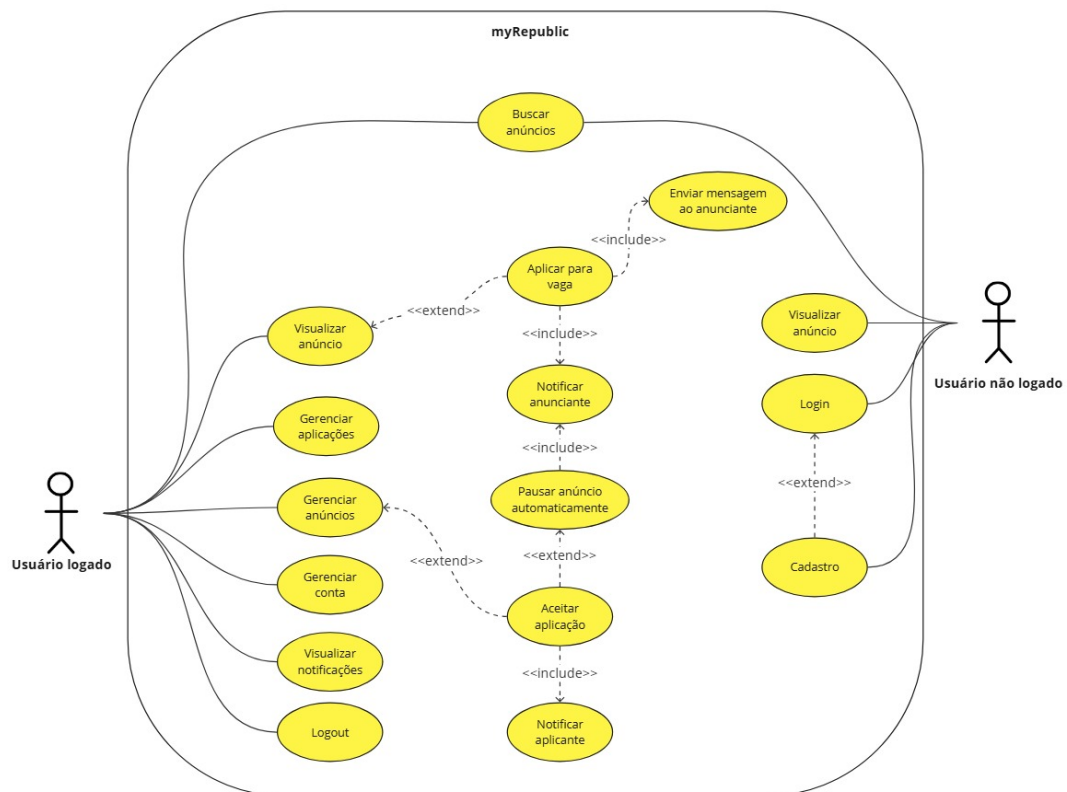 myRepublic
Buscar
anúncios
Enviar mensagem
ao anunciante
<<include>>
Aplicar para
vaga
<<extend>>
Visualizar
anúncio
<<include>>
Visualizar
anúncio
Usuário não logado
Notificar
anunciante
Login
Gerenciar
aplicações
<<include>>
<<extend>>
Pausar anúncio
automaticamente
Gerenciar
anúncios
<<extend>>
<<extend>>
Usuário logado
Cadastro
Gerenciar
conta
Aceitar
aplicação
Visualizar
notificações
<<include>>
Logout
Notificar
aplicante